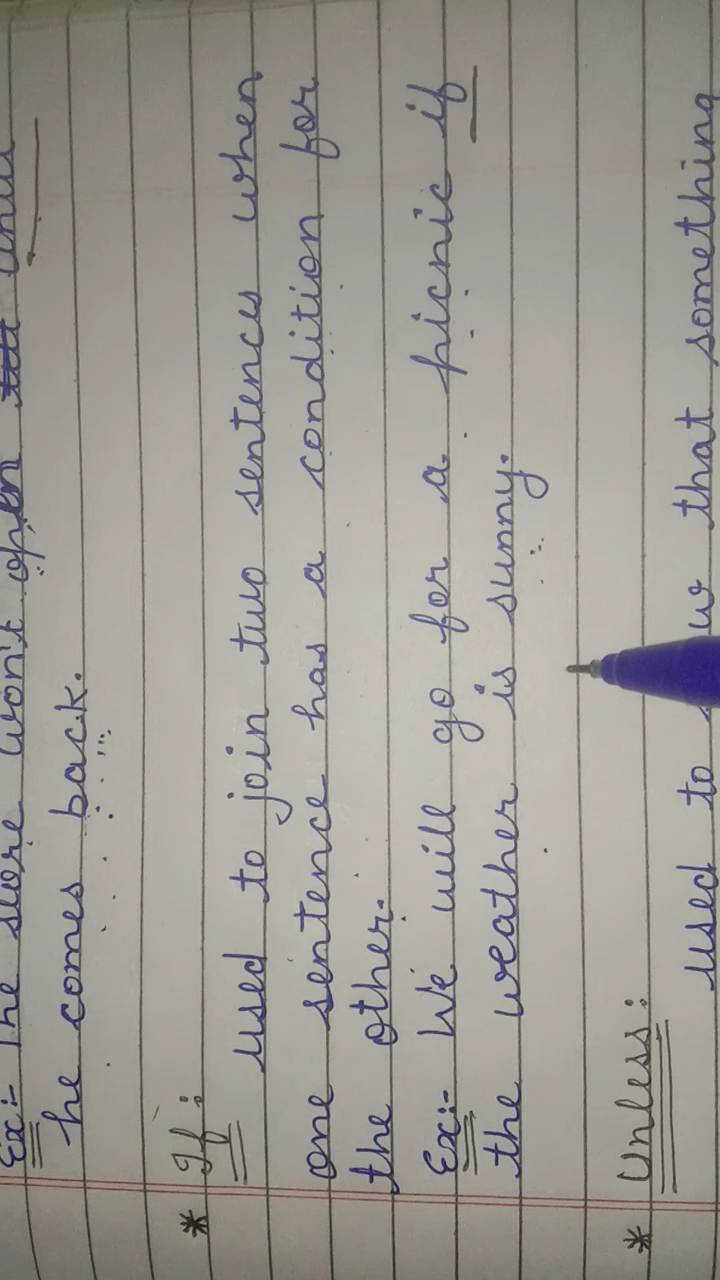 Ex:- The store won't open until
he comes back.
* If :
used to join two sentences when
one sentence has a condition for
the other.
Ex:- We will go for a picnic if
the weather is sunny.
* Unless :
used to that something